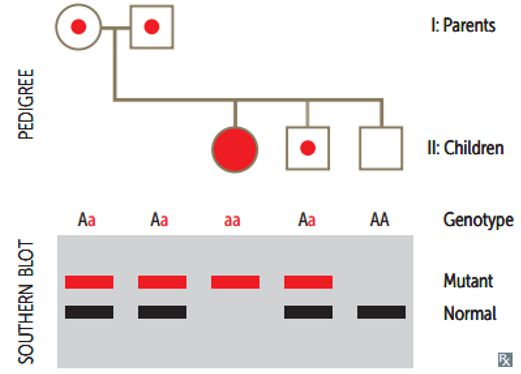 I: Parents
PEDIGREE
II: Children
Aa Aa aa Aa AA Genotype
SOUTHERN BLOT
Mutant
Normal
Rx